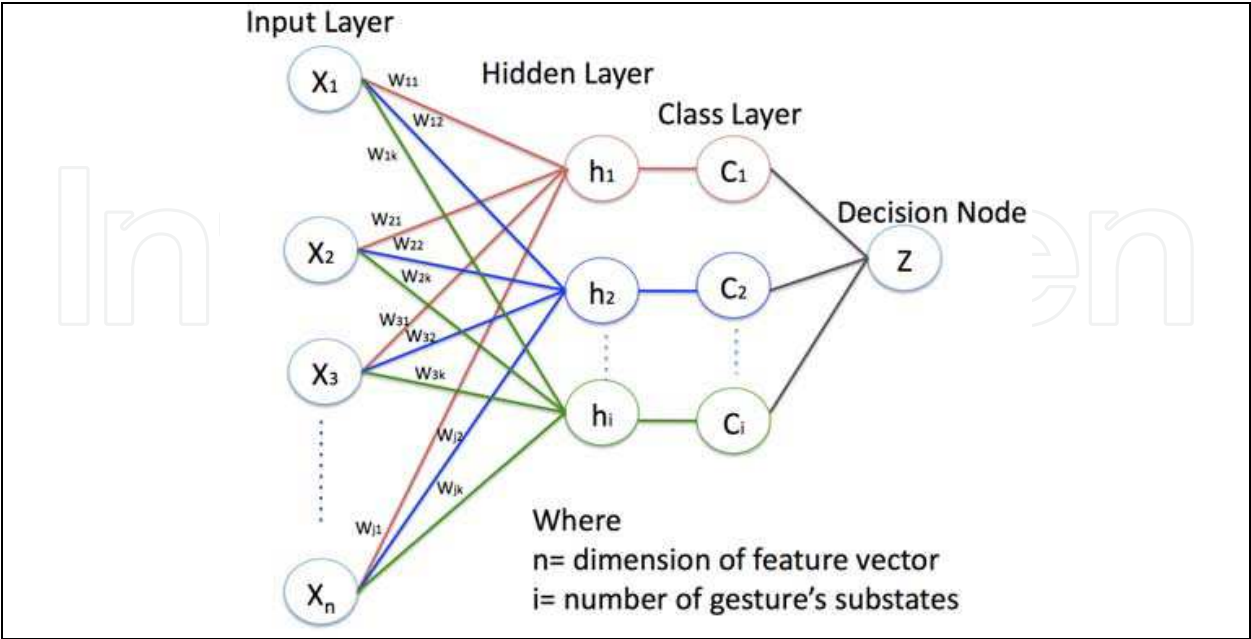 Input Layer
Hidden Layer
Class Layer
Decision Node
X1
X2
X3
Xn
W11
W12
W1k
W21
W22
W2k
W31
W32
W3k
Wj2
Wjk
Wj1
h1
h2
hi
C1
C2
Ci
Z
Where
n= dimension of feature vector
i= number of gesture's substates